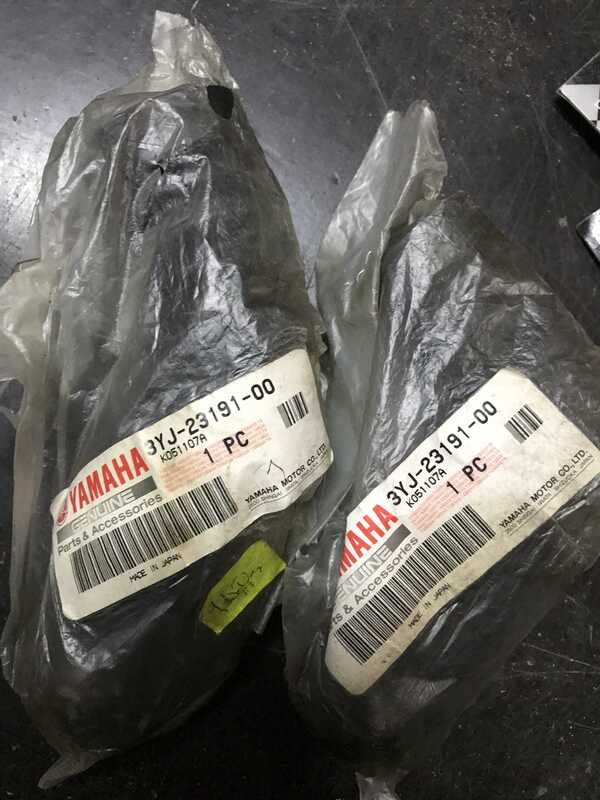 3YJ-23191-00
K051107A
1 PC
YAMAHA
GENUINE
Parts & Accessories
YAMAHA MOTOR CO., LTD.
MADE IN JAPAN
3YJ-23191-00
K051107A
1 PC
YAMAHA
GENUINE
Parts & Accessories
YAMAHA MOTOR CO., LTD.
MADE IN JAPAN